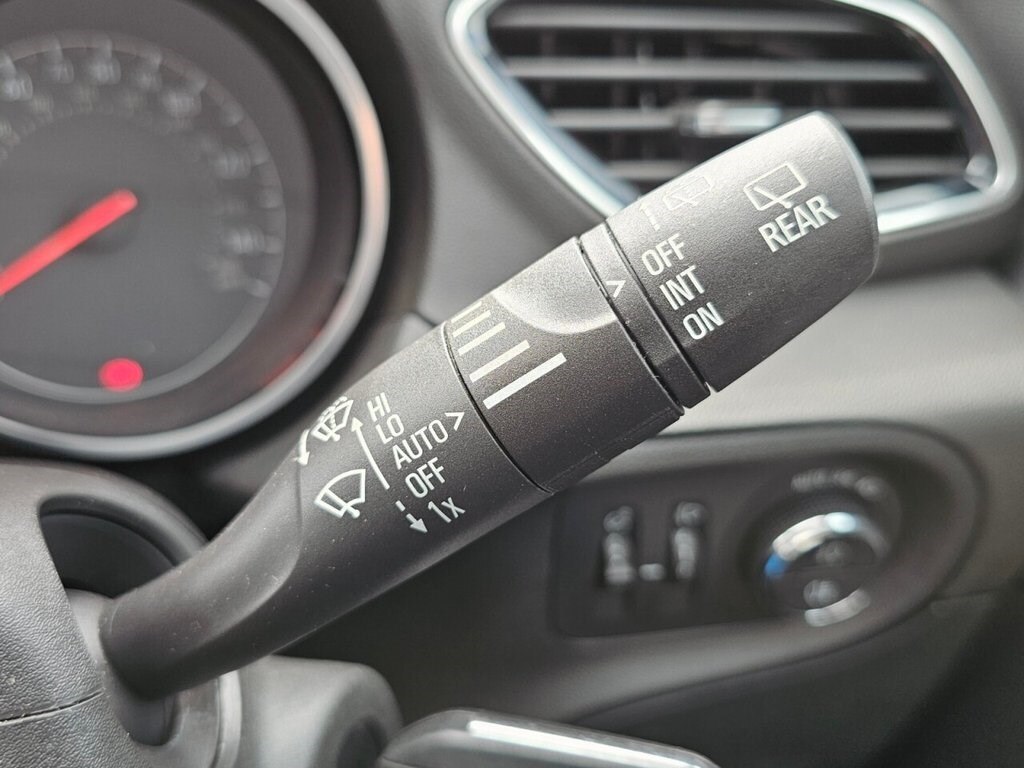 REAR
OFF
INT
ON
HI
LO
AUTO
OFF
1x